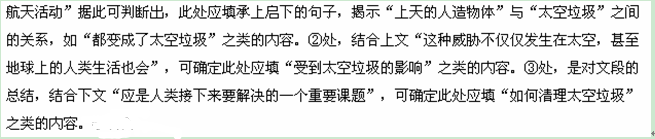 航天活动”据此可判断出，此处应填承上启下的句子，揭示“上天的人造物体”与“太空垃圾”之间
的关系，如“都变成了太空垃圾”之类的内容。②处，结合上文“这种威胁不仅仅发生在太空，甚至
地球上的人类生活也会”，可确定此处应填“受到太空垃圾的影响”之类的内容。③处，是对文段的
总结，结合下文“应是人类接下来要解决的一个重要课题”，可确定此处应填“如何清理太空垃圾”
之类的内容。